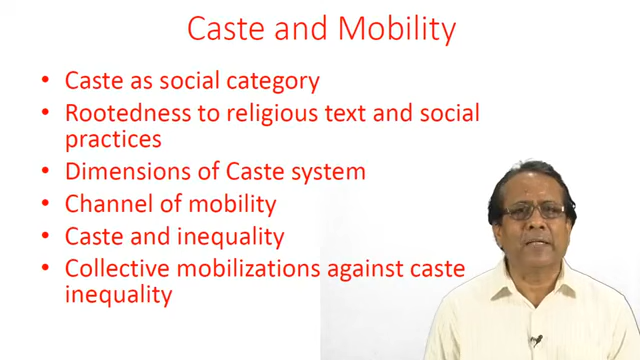 Caste and Mobility
• Caste as social category
• Rootedness to religious text and social
practices
• Dimensions of Caste system
• Channel of mobility
• Caste and inequality
• Collective mobilizations against caste
inequality